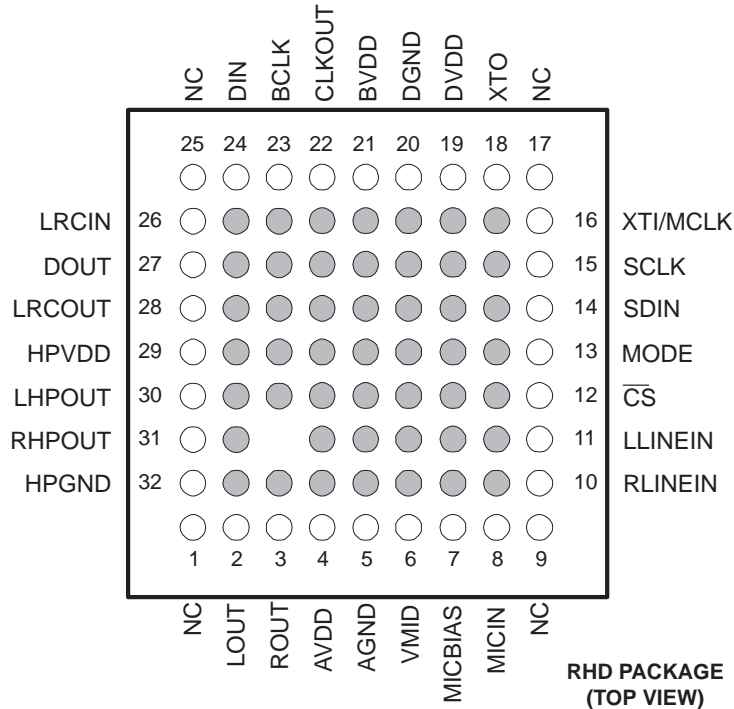 NC DIN BCLK CLKOUT BVDD DGND DVDD XTO NC
25 24 23 22 21 20 19 18 17
LRCIN 26 16 XTI/MCLK
DOUT 27 15 SCLK
LRCOUT 28 14 SDIN
HPVDD 29 13 MODE
LHPOUT 30 12 C̅S̅
RHPOUT 31 11 LLINEIN
HPGND 32 10 RLINEIN
1 2 3 4 5 6 7 8 9
NC LOUT ROUT AVDD AGND VMID MICBIAS MICIN NC
RHD PACKAGE
(TOP VIEW)